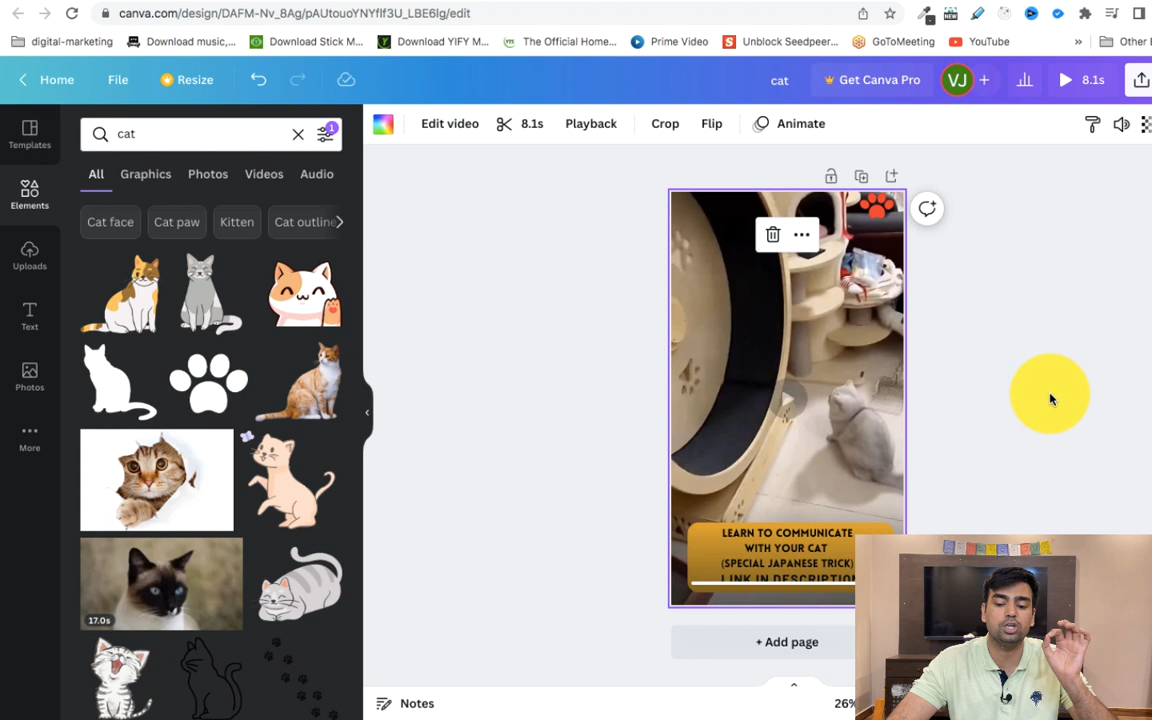 canva.com/design/DAFM-Nv_8Ag/pAUtouoYNYflf3U_LBE6lg/edit
digital-marketing
Download music,...
Download Stick M...
Download YIFY M...
The Official Home...
Prime Video
Unblock Seedpeer...
GoToMeeting
YouTube
»
Other
Home
File
Resize
cat
Get Canva Pro
VJ
+
8.1s
Templates
Elements
Uploads
Text
Photos
More
cat
1
All
Graphics
Photos
Videos
Audio
Cat face
Cat paw
Kitten
Cat outline
17.0s
Edit video
8.1s
Playback
Crop
Flip
Animate
NEW
LEARN TO COMMUNICATE
WITH YOUR CAT
(SPECIAL JAPANESE TRICK)
LINK IN DESCRIPTION
+ Add page
Notes
26%